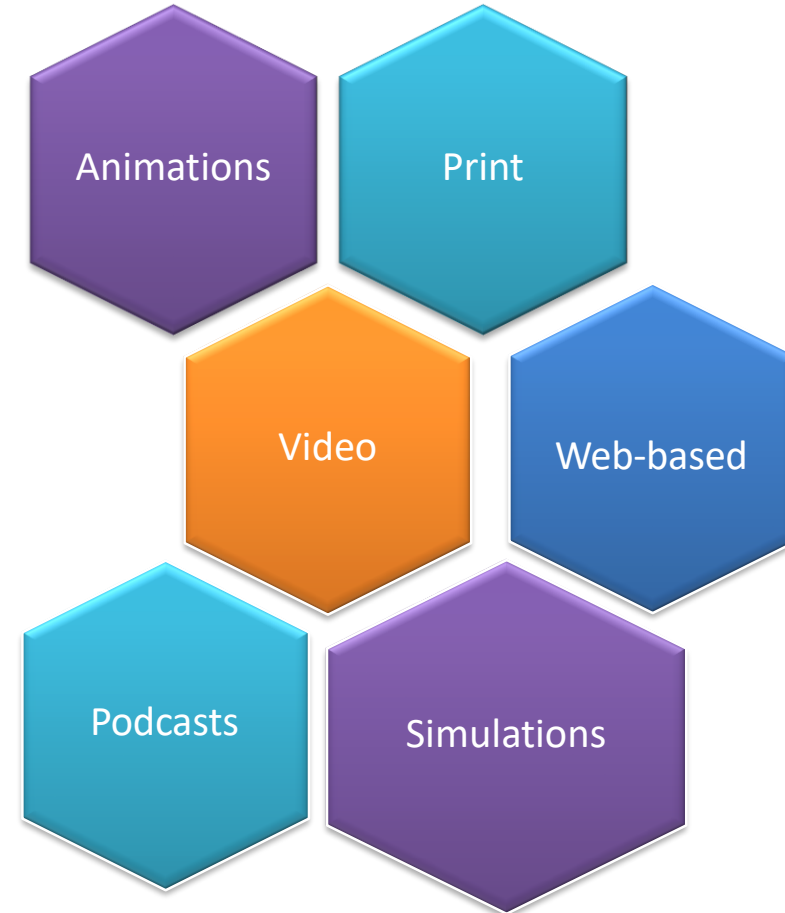 Animations
Print
Video
Web-based
Podcasts
Simulations